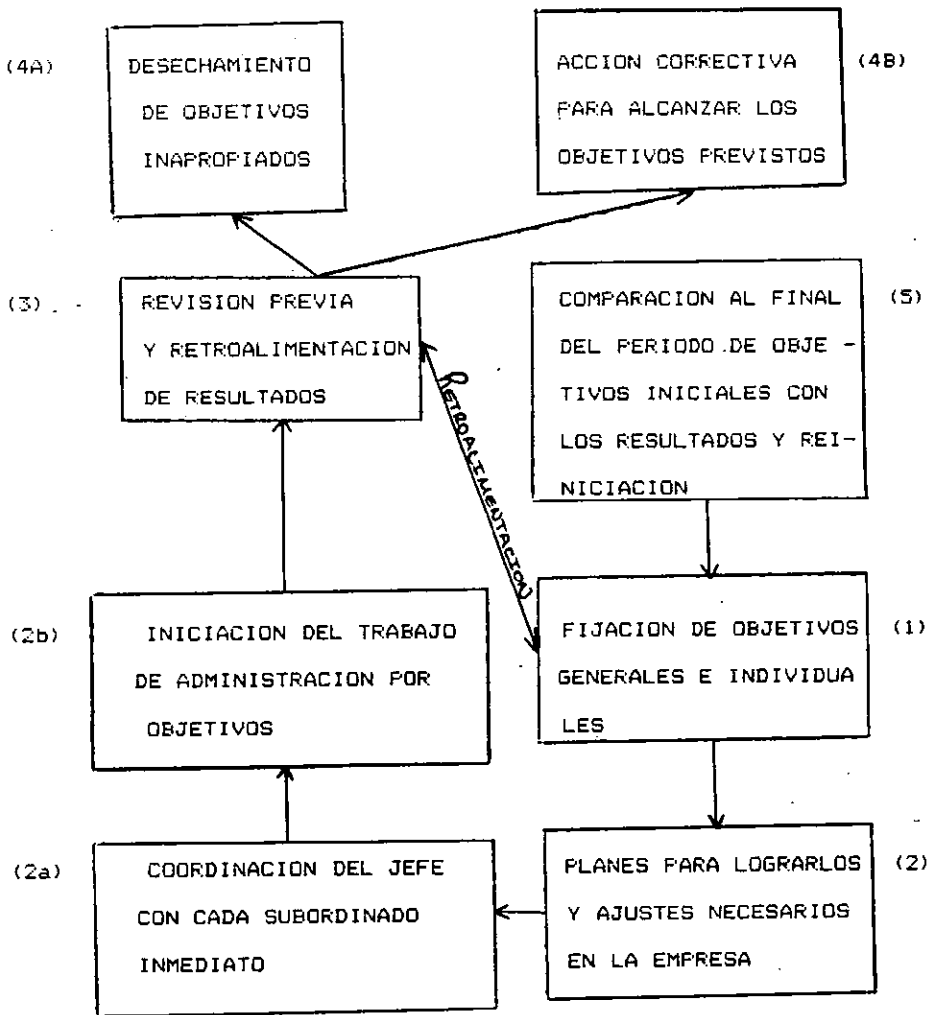 (4A)
DESECHAMIENTO
DE OBJETIVOS
INAPROPIADOS
ACCION CORRECTIVA
PARA ALCANZAR LOS
OBJETIVOS PREVISTOS
(4B)
(3)
REVISION PREVIA
Y RETROALIMENTACION
DE RESULTADOS
COMPARACION AL FINAL
DEL PERIODO DE OBJE -
TIVOS INICIALES CON
LOS RESULTADOS Y REI-
NICIACION
(5)
RETROALIMENTACION
(2b)
INICIACION DEL TRABAJO
DE ADMINISTRACION POR
OBJETIVOS
FIJACION DE OBJETIVOS
GENERALES E INDIVIDUA
LES
(1)
(2a)
COORDINACION DEL JEFE
CON CADA SUBORDINADO
INMEDIATO
PLANES PARA LOGRARLOS
Y AJUSTES NECESARIOS
EN LA EMPRESA
(2)